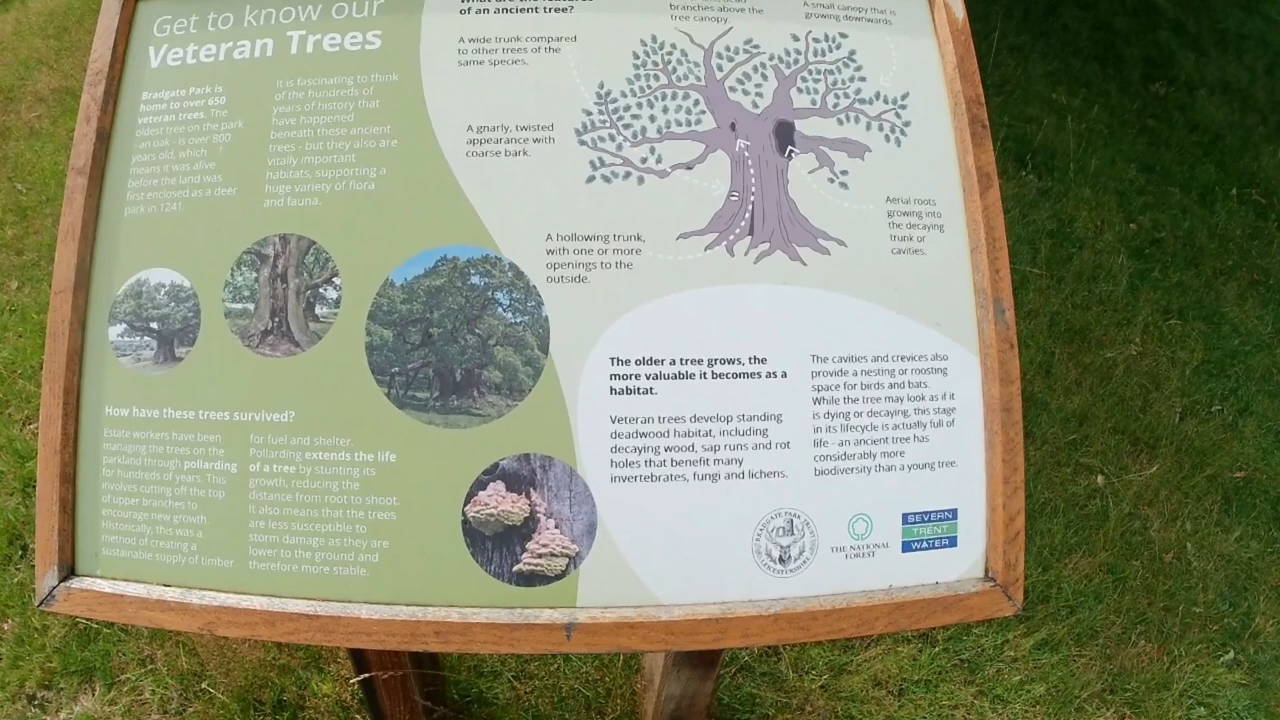 Get to know our
Veteran Trees
Bradgate Park is
home to over 650
veteran trees. The
oldest tree on the park
- an oak - is over 800
years old, which
means it was alive
before the land was
first enclosed as a deer
park in 1241.
It is fascinating to think
of the hundreds of
years of history that
have happened
beneath these ancient
trees - but they also are
vitally important
habitats, supporting a
huge variety of flora
and fauna.
How have these trees survived?
Estate workers have been
managing the trees on the
parkland through pollarding
for hundreds of years. This
involves cutting off the top
of upper branches to
encourage new growth.
Historically, this was a
method of creating a
sustainable supply of timber
for fuel and shelter.
Pollarding extends the life
of a tree by stunting its
growth, reducing the
distance from root to shoot.
It also means that the trees
are less susceptible to
storm damage as they are
lower to the ground and
therefore more stable.
What are the features
of an ancient tree?
A wide trunk compared
to other trees of the
same species.
A gnarly, twisted
appearance with
coarse bark.
A hollowing trunk,
with one or more
openings to the
outside.
dead
branches above the
tree canopy.
A small canopy that is
growing downwards.
Aerial roots
growing into
the decaying
trunk or
cavities.
The older a tree grows, the
more valuable it becomes as a
habitat.
Veteran trees develop standing
deadwood habitat, including
decaying wood, sap runs and rot
holes that benefit many
invertebrates, fungi and lichens.
The cavities and crevices also
provide a nesting or roosting
space for birds and bats.
While the tree may look as if it
is dying or decaying, this stage
in its lifecycle is actually full of
life - an ancient tree has
considerably more
biodiversity than a young tree.
BRADGATE PARK TRUST
LEICESTERSHIRE
THE NATIONAL
FOREST
SEVERN
TRENT
WATER